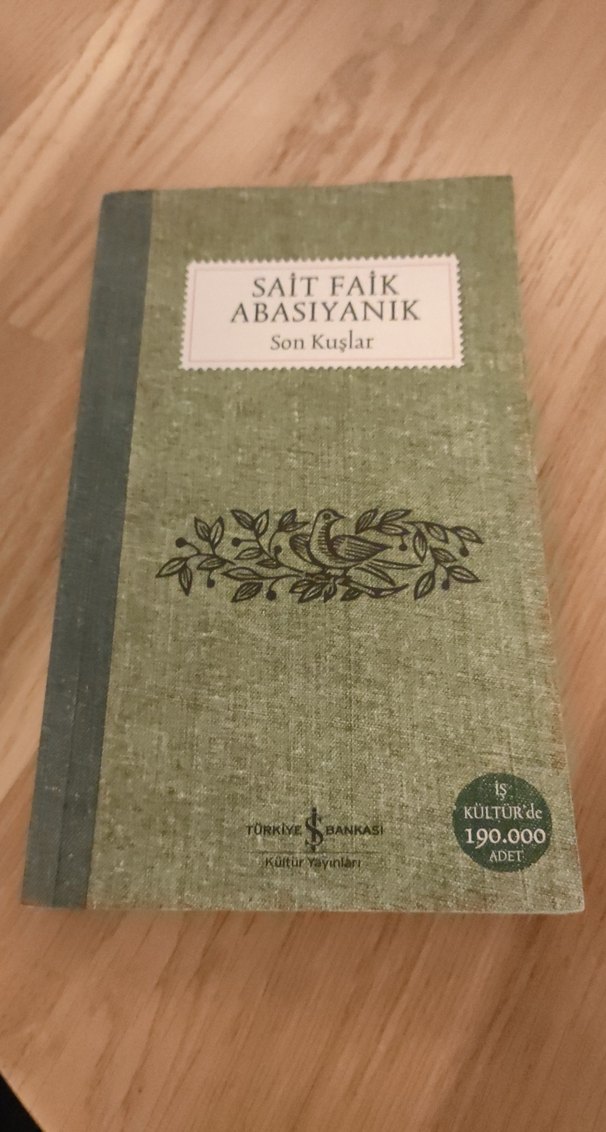 SAİT FAİK
ABASIYANIK
Son Kuşlar
TÜRKİYE İŞ BANKASI
Kültür Yayınları
İŞ
KÜLTÜR'de
190.000
ADET